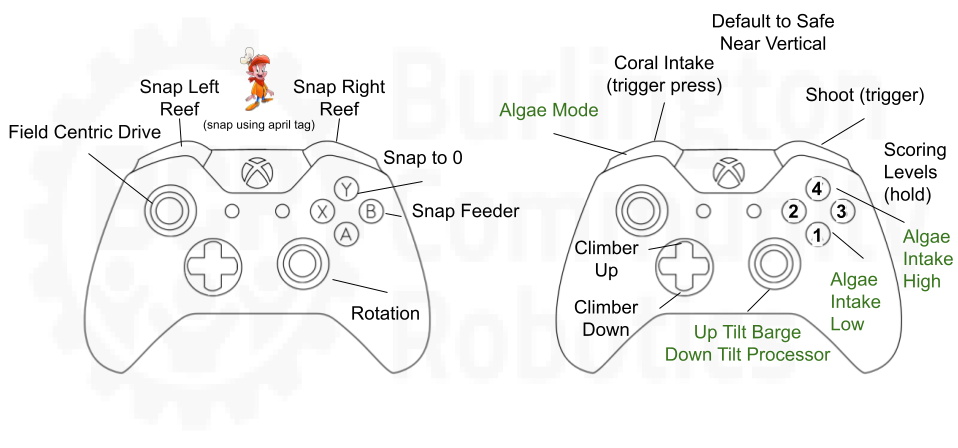 Snap Left
Reef
Snap Right
Reef
(snap using april tag)
Field Centric Drive
Snap to 0
Y
X
B
A
Snap Feeder
Rotation
Default to Safe
Near Vertical
Coral Intake
(trigger press)
Algae Mode
Shoot (trigger)
Scoring
Levels
(hold)
4
2
3
1
Climber
Up
Climber
Down
Algae
Intake
High
Algae
Intake
Low
Up Tilt Barge
Down Tilt Processor
Burlington
Community
Robotics